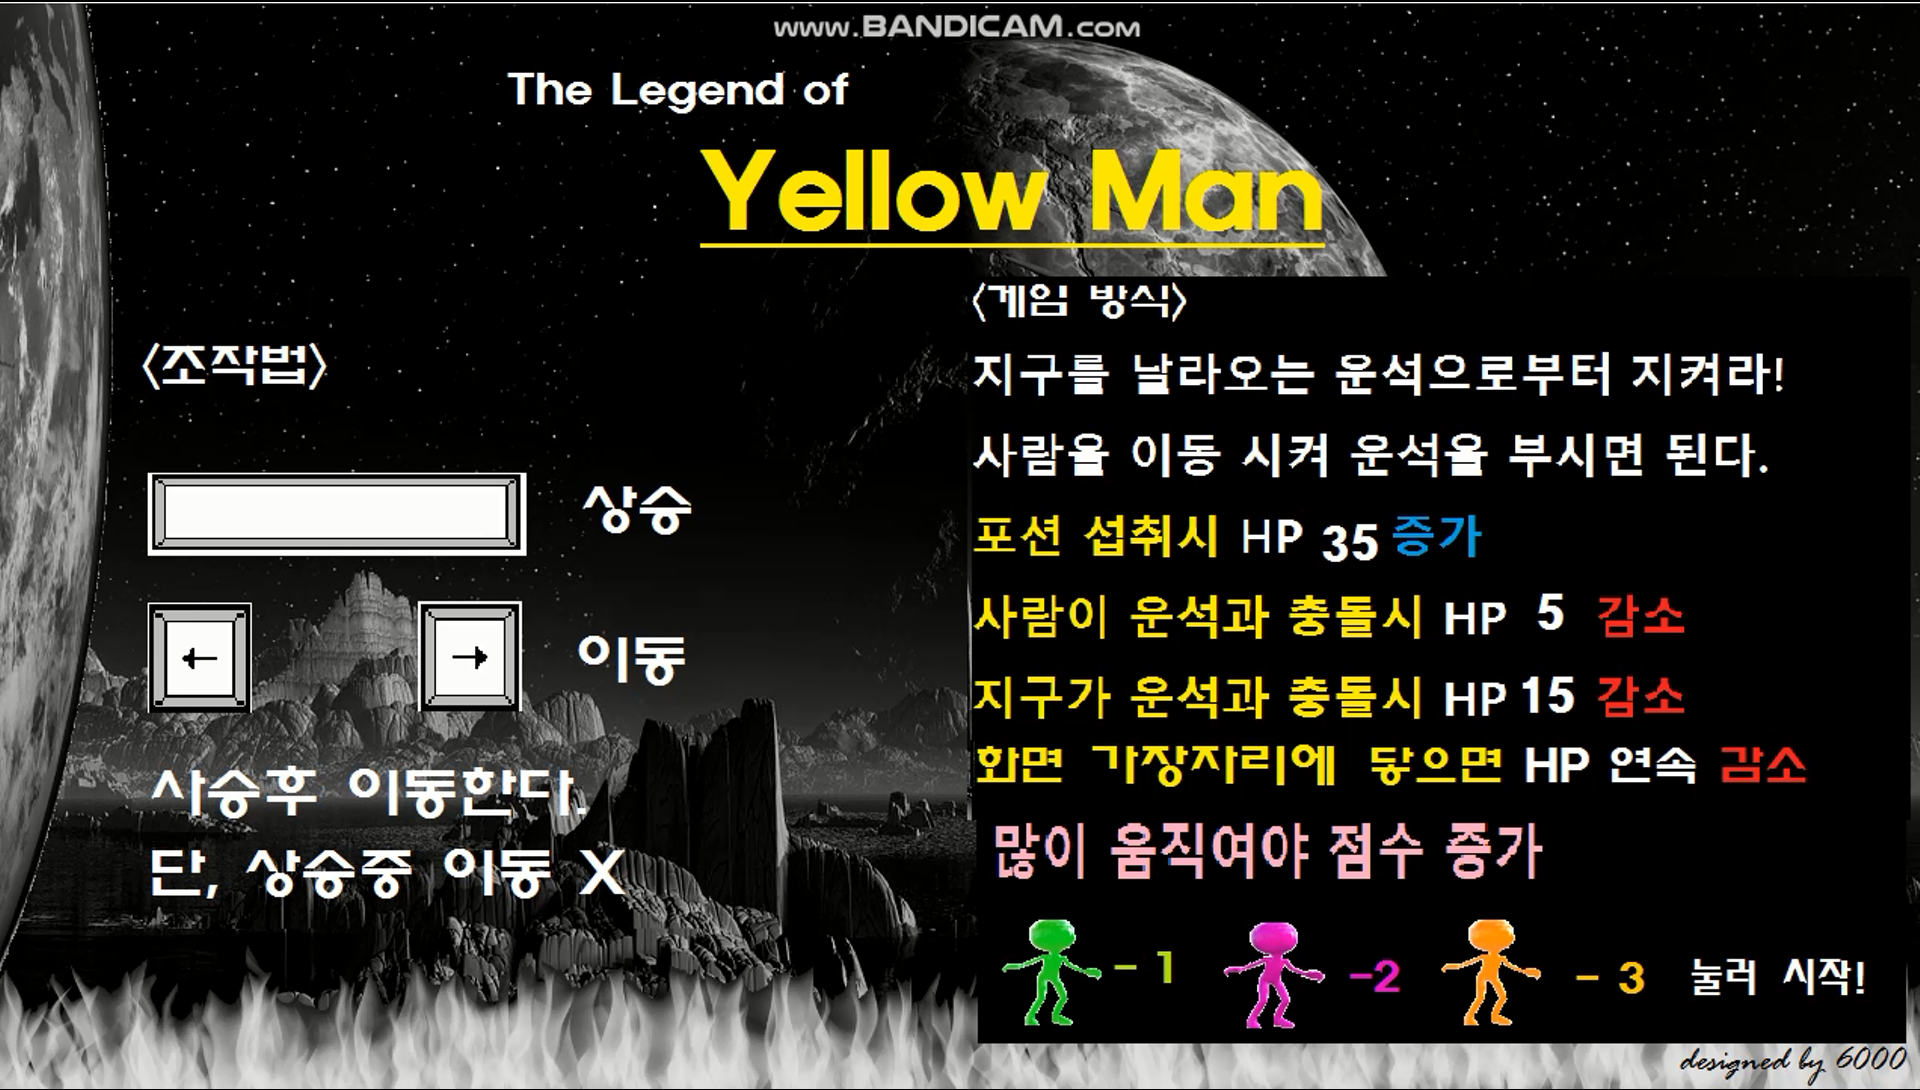 www.BANDICAM.COM
The Legend of
Yellow Man
<조작법>
상승
← → 이동
사승후 이동한다.
단, 상승중 이동 X
<게임 방식>
지구를 날라오는 운석으로부터 지켜라!
사람을 이동 시켜 운석을 부시면 된다.
포션 섭취시 HP 35 증가
사람이 운석과 충돌시 HP 5 감소
지구가 운석과 충돌시 HP 15 감소
화면 가장자리에 닿으면 HP 연속 감소
많이 움직여야 점수 증가
- 1 -2 - 3 눌러 시작!
designed by 6000